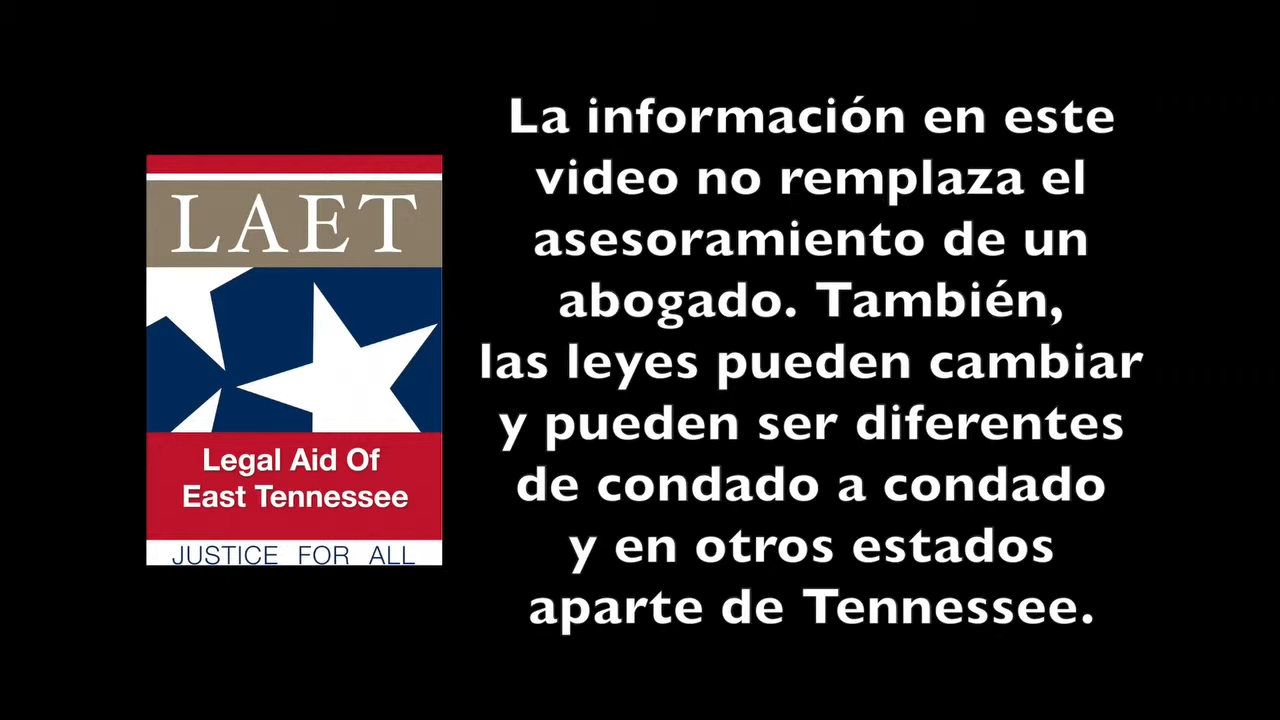 LAET
Legal Aid Of
East Tennessee
JUSTICE FOR ALL
La información en este
video no remplaza el
asesoramiento de un
abogado. También,
las leyes pueden cambiar
y pueden ser diferentes
de condado a condado
y en otros estados
aparte de Tennessee.